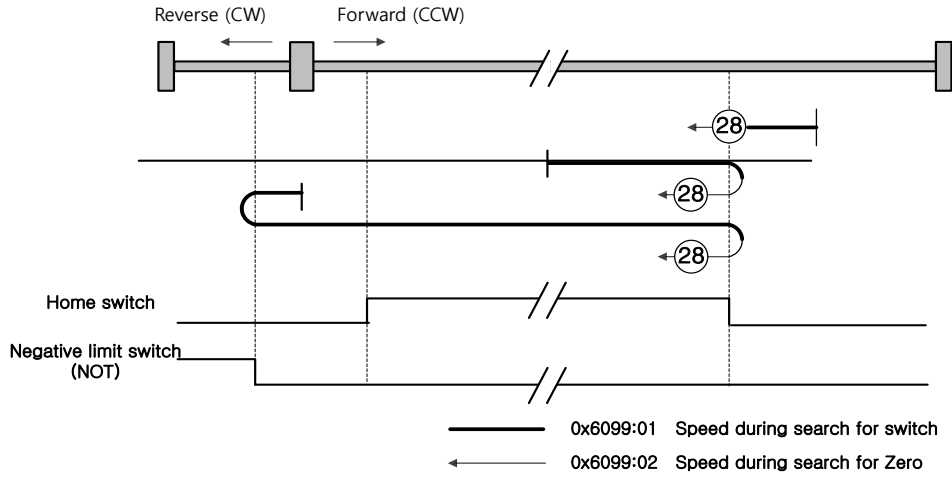 Reverse (CW) Forward (CCW)
28
28
28
Home switch
Negative limit switch
(NOT)
0x6099:01 Speed during search for switch
0x6099:02 Speed during search for Zero